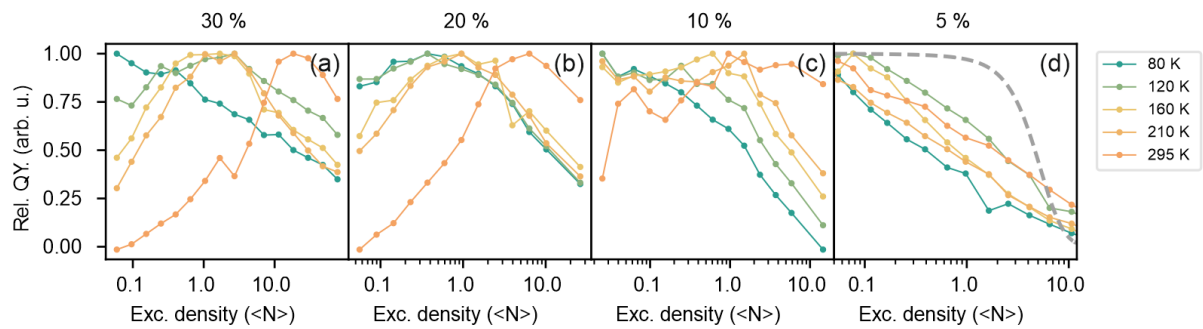 30 % 20 % 10 % 5 %
Rel. QY. (arb. u.)
1.00
0.75
0.50
0.25
0.00
(a) (b) (c) (d)
80 K
120 K
160 K
210 K
295 K
0.1 1.0 10.0 0.1 1.0 10.0 0.1 1.0 10.0 0.1 1.0 10.0
Exc. density (<N>) Exc. density (<N>) Exc. density (<N>) Exc. density (<N>)